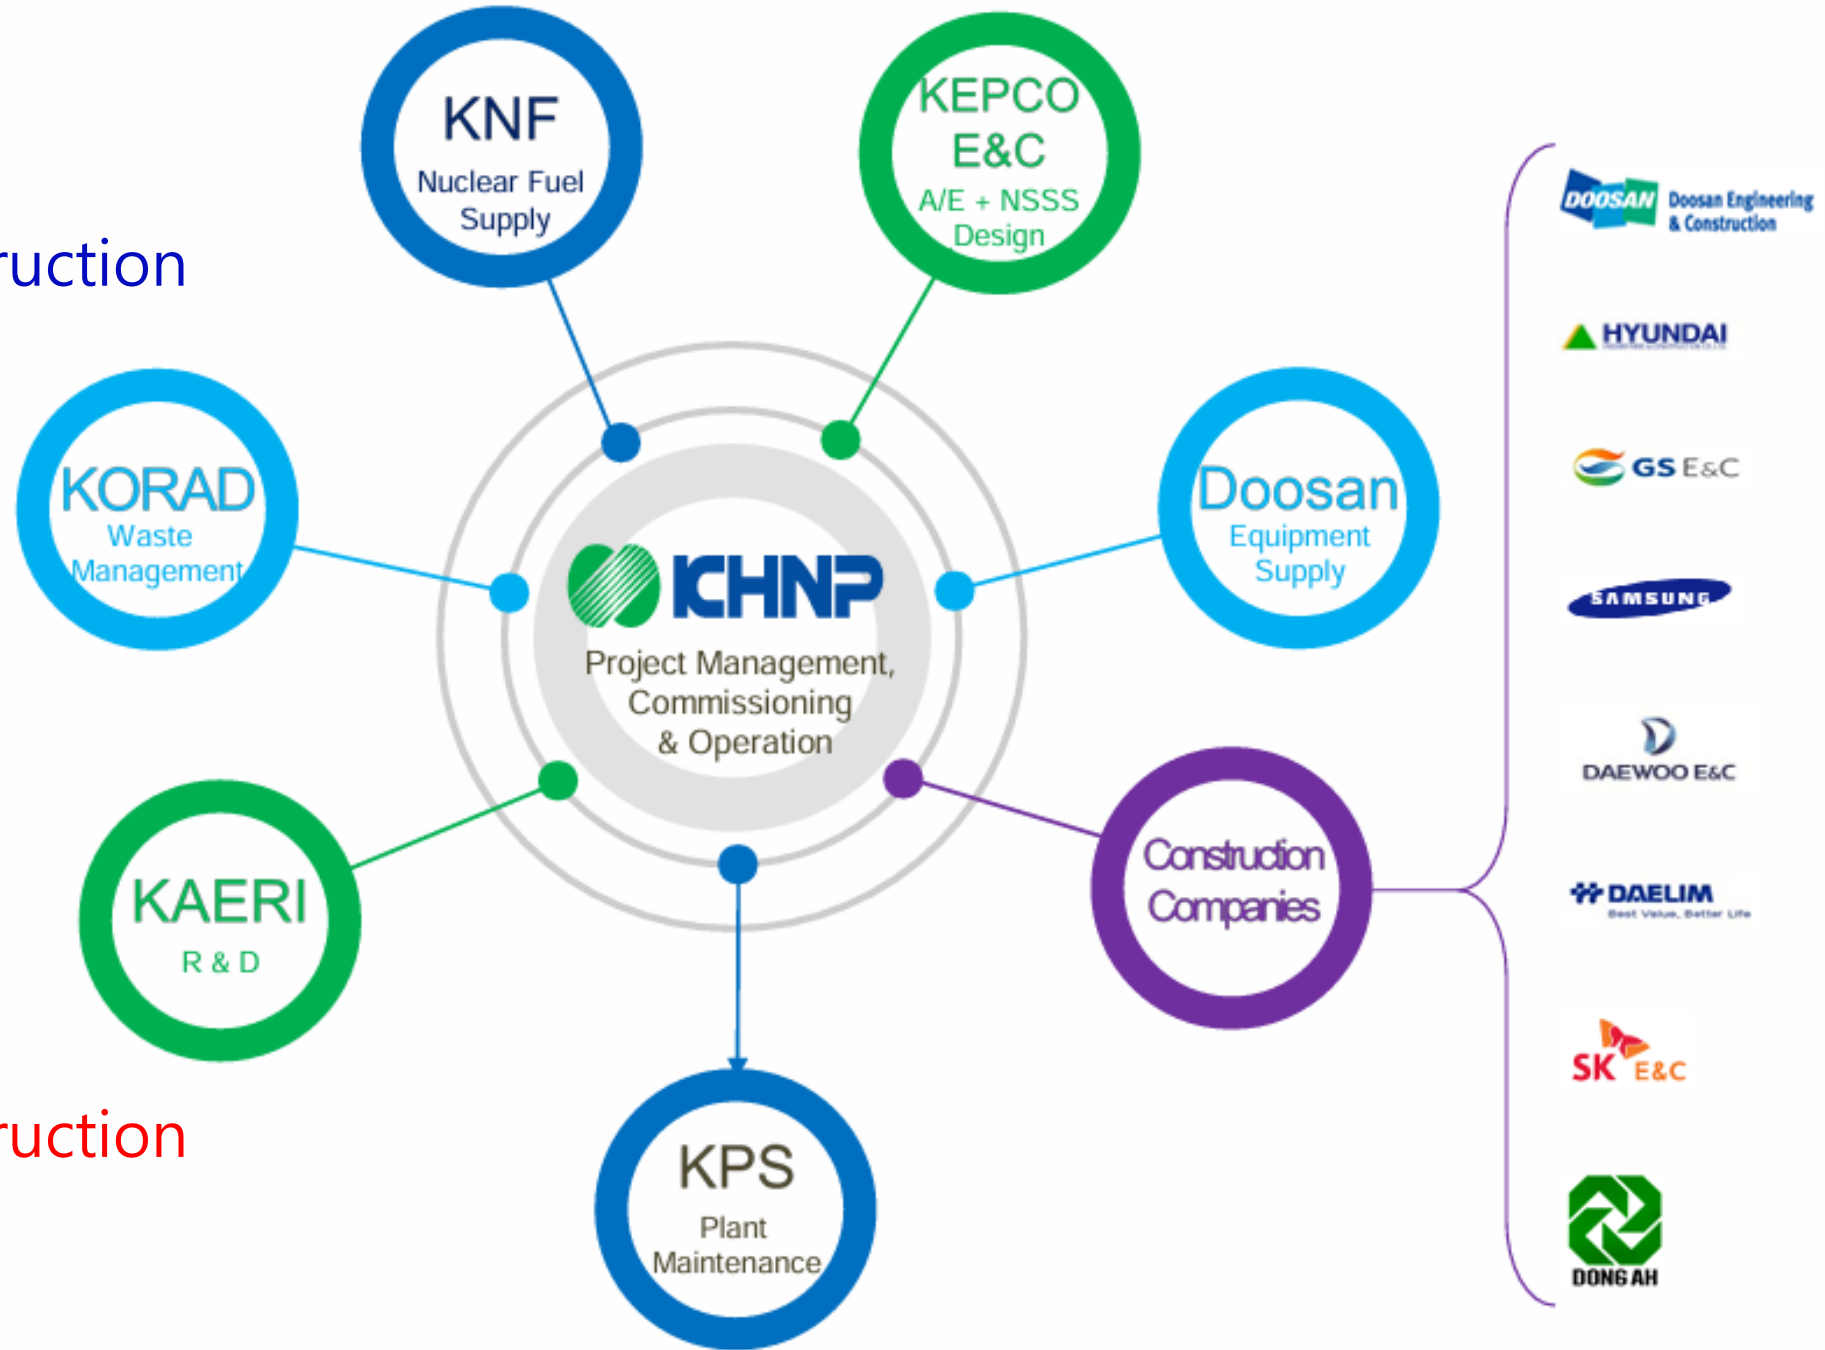 KNF
Nuclear Fuel
Supply
KEPCO
E&C
A/E + NSSS
Design
ruction
KORAD
Waste
Management
KHNP
Project Management,
Commissioning
& Operation
Doosan
Equipment
Supply
KAERI
R & D
Construction
Companies
ruction
KPS
Plant
Maintenance
DOOSAN Doosan Engineering
& Construction
HYUNDAI
GS E&C
SAMSUNG
DAEWOO E&C
DAELIM
Best Value, Better Life
SK E&C
DONG AH